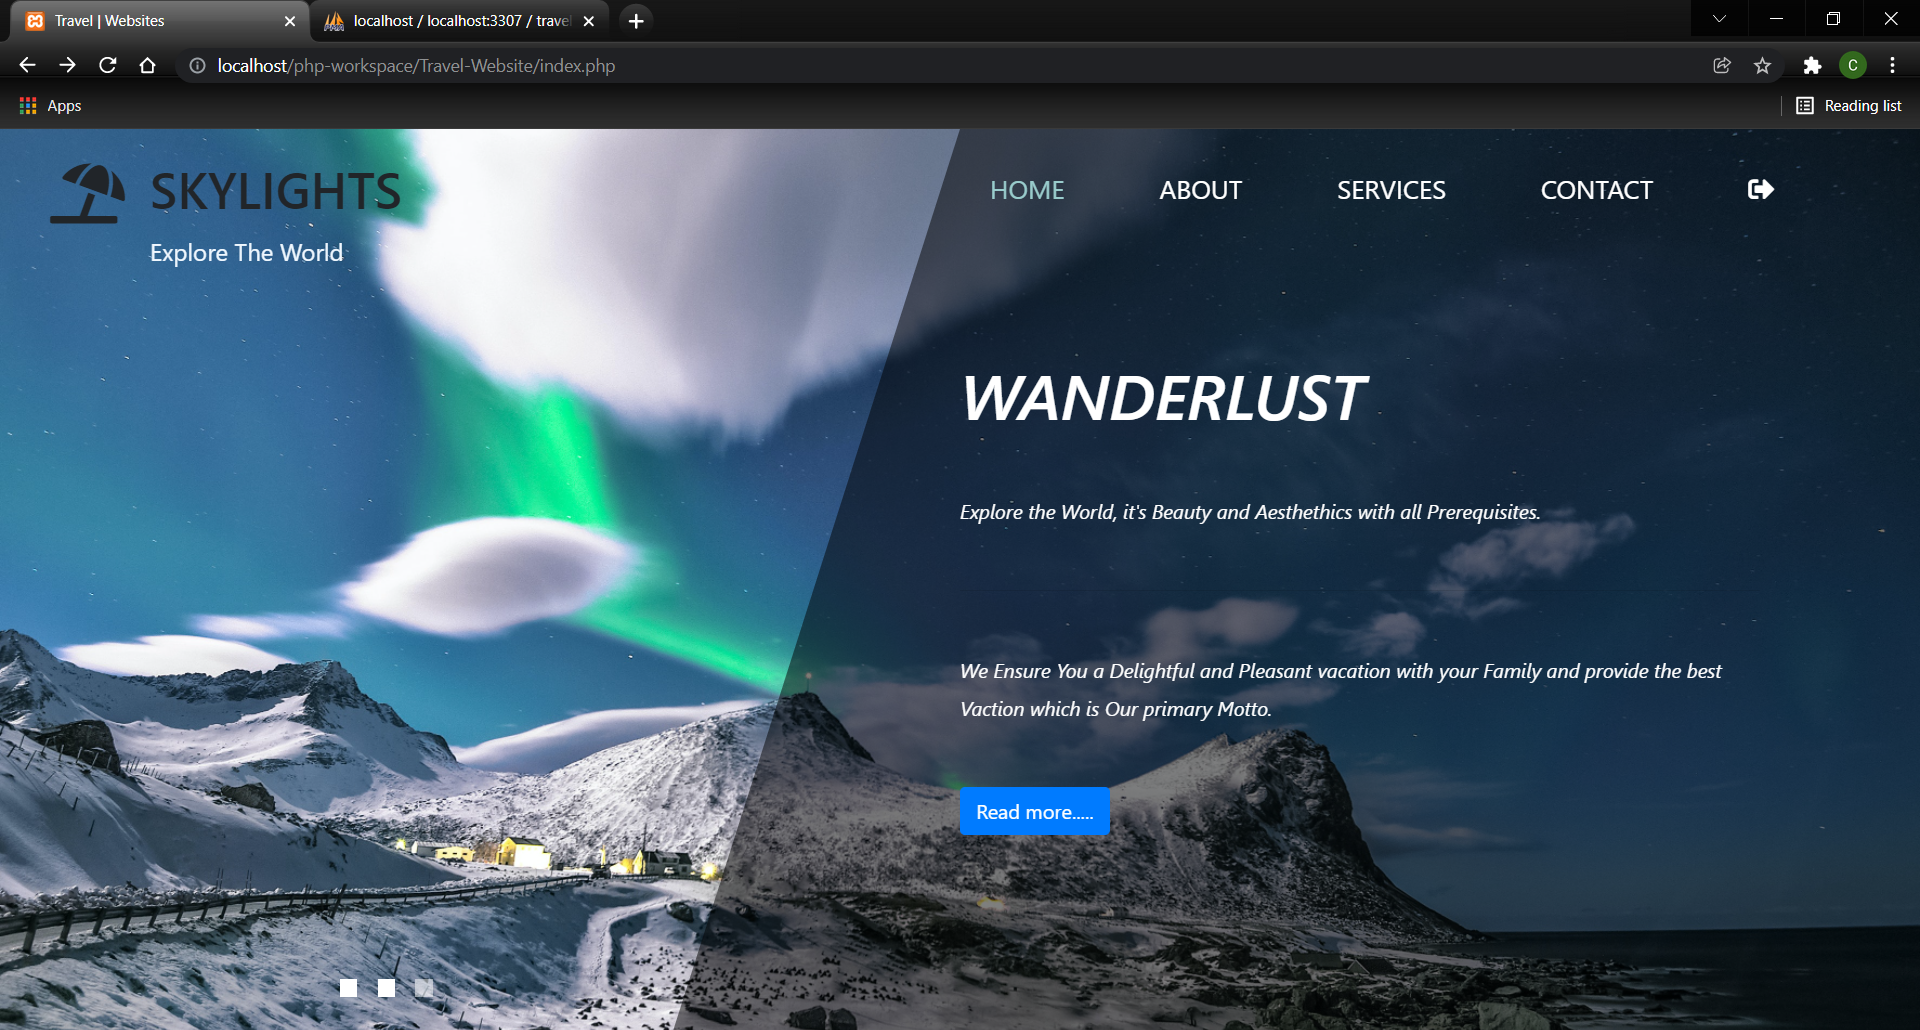 Travel | Websites
localhost / localhost:3307 / trave
localhost/php-workspace/Travel-Website/index.php
C
Apps
Reading list
SKYLIGHTS
Explore The World
HOME
ABOUT
SERVICES
CONTACT
WANDERLUST
Explore the World, it's Beauty and Aesthethics with all Prerequisites.
We Ensure You a Delightful and Pleasant vacation with your Family and provide the best
Vaction which is Our primary Motto.
Read more.....